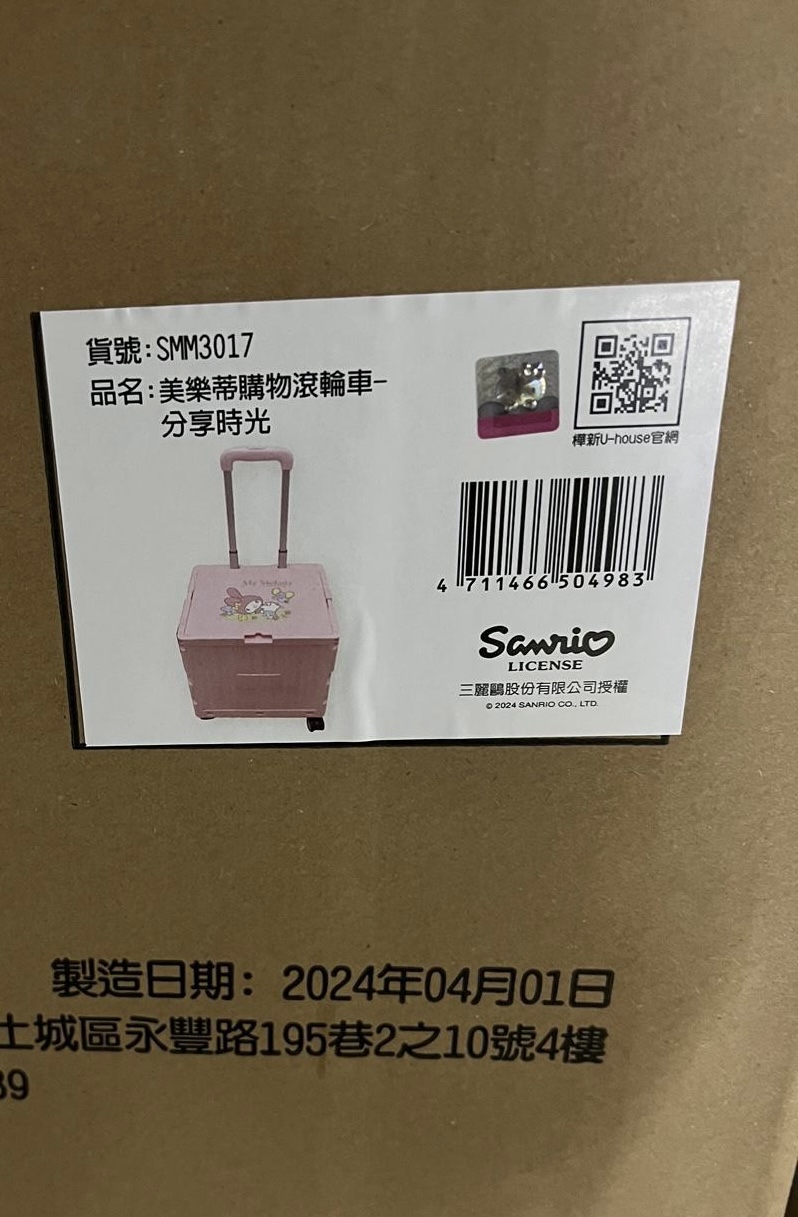 貨號:SMM3017
品名:美樂蒂購物滾輪車-
分享時光
樺新U-house官網
My Melody
4 711466 504983
Sanrio
LICENSE
三麗鷗股份有限公司授權
© 2024 SANRIO CO., LTD.
製造日期: 2024年04月01日
土城區永豐路195巷2之10號4樓
39